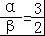 α/β = 3/2